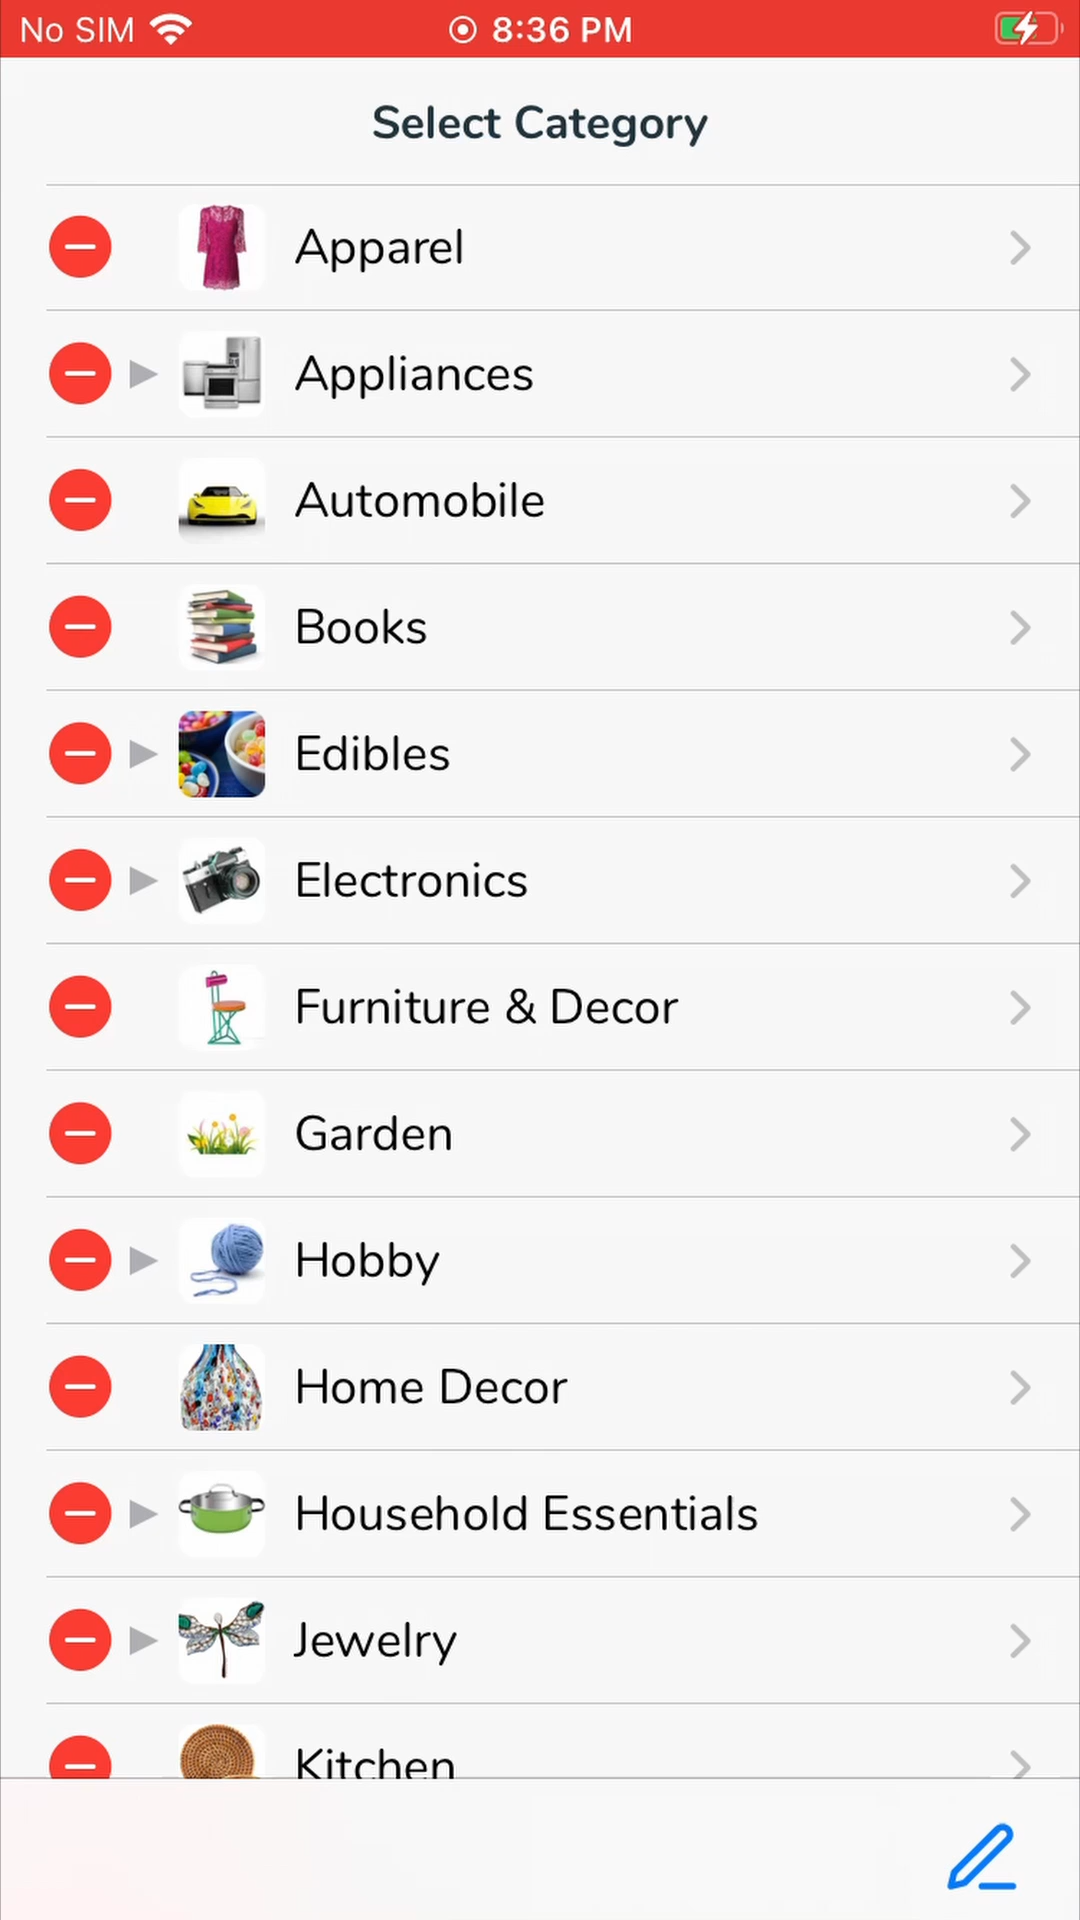 No SIM 8:36 PM
Select Category
Apparel
Appliances
Automobile
Books
Edibles
Electronics
Furniture & Decor
Garden
Hobby
Home Decor
Household Essentials
Jewelry
Kitchen